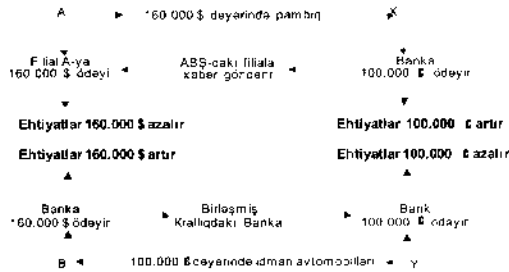 A 160.000 $ dəyərində pambıq X
Filial A-ya ABŞ-dakı filiala Banka
160.000 $ ödəyi xəbər göndərir 100.000 £ ödəyir
Ehtiyatlar 160.000 $ azalır Ehtiyatlar 100.000 £ artır
Ehtiyatlar 160.000 $ artır Ehtiyatlar 100.000 £ azalır
Banka Birləşmiş Bank
160.000 $ ödəyir Krallıqdakı Banka 100.000 £ ödəyir
B 100.000 £ dəyərində idman avtomobilləri Y